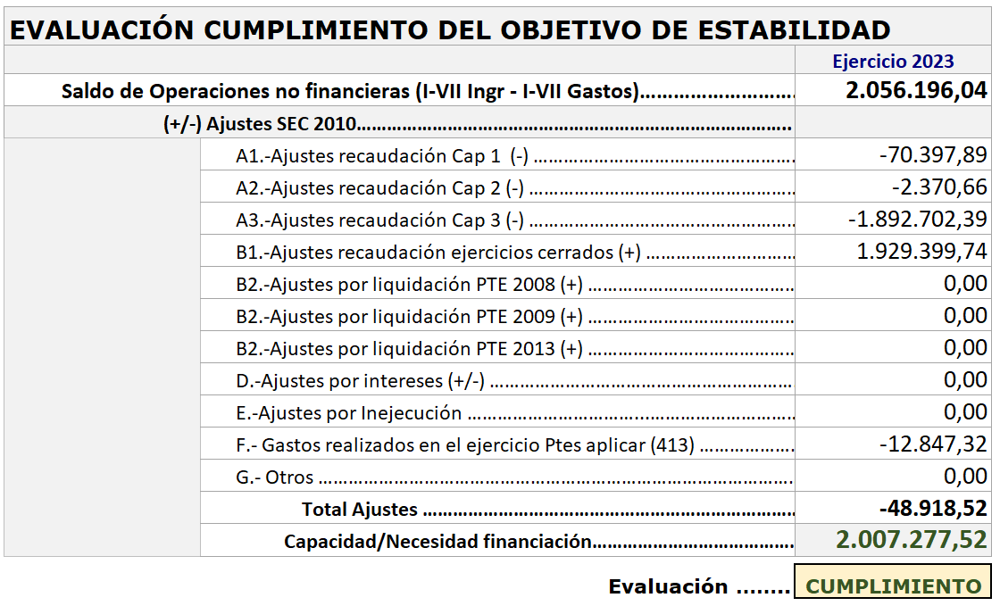 EVALUACIÓN CUMPLIMIENTO DEL OBJETIVO DE ESTABILIDAD
Ejercicio 2023
Saldo de Operaciones no financieras (I-VII Ingr - I-VII Gastos)................................ 2.056.196,04
(+/-) Ajustes SEC 2010....................................................................................
A1.-Ajustes recaudación Cap 1 (-) .................................................. -70.397,89
A2.-Ajustes recaudación Cap 2 (-) .................................................. -2.370,66
A3.-Ajustes recaudación Cap 3 (-) .................................................. -1.892.702,39
B1.-Ajustes recaudación ejercicios cerrados (+) ............................ 1.929.399,74
B2.-Ajustes por liquidación PTE 2008 (+) ....................................... 0,00
B2.-Ajustes por liquidación PTE 2009 (+) ....................................... 0,00
B2.-Ajustes por liquidación PTE 2013 (+) ....................................... 0,00
D.-Ajustes por intereses (+/-) .......................................................... 0,00
E.-Ajustes por Inejecución .............................................................. 0,00
F.- Gastos realizados en el ejercicio Ptes aplicar (413) .................. -12.847,32
G.- Otros ........................................................................................... 0,00
Total Ajustes ....................................................................... -48.918,52
Capacidad/Necesidad financiación....................................... 2.007.277,52
Evaluación ........ CUMPLIMIENTO